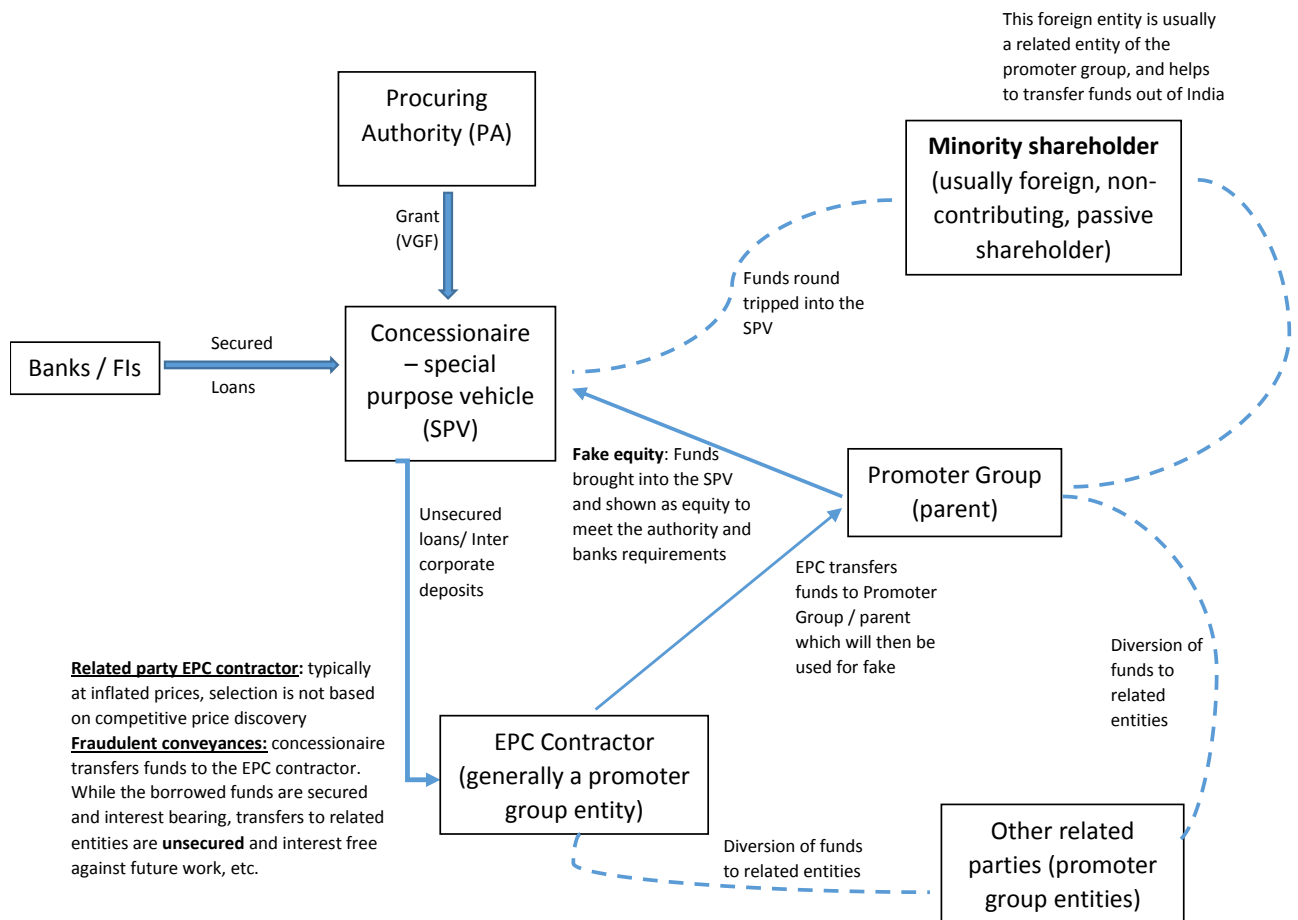 This foreign entity is usually
a related entity of the
promoter group, and helps
to transfer funds out of India
Procuring
Authority (PA)
Minority shareholder
(usually foreign, non-
contributing, passive
shareholder)
Grant
(VGF)
Funds round
tripped into the
SPV
Banks / FIs
Secured
Loans
Concessionaire
– special
purpose vehicle
(SPV)
Fake equity: Funds
brought into the SPV
and shown as equity to
meet the authority and
banks requirements
Promoter Group
(parent)
Unsecured
loans/ Inter
corporate
deposits
EPC transfers
funds to Promoter
Group / parent
which will then be
used for fake
Diversion of
funds to
related
entities
Related party EPC contractor: typically
at inflated prices, selection is not based
on competitive price discovery
Fraudulent conveyances: concessionaire
transfers funds to the EPC contractor.
While the borrowed funds are secured
and interest bearing, transfers to related
entities are unsecured and interest free
against future work, etc.
EPC Contractor
(generally a promoter
group entity)
Diversion of funds
to related entities
Other related
parties (promoter
group entities)